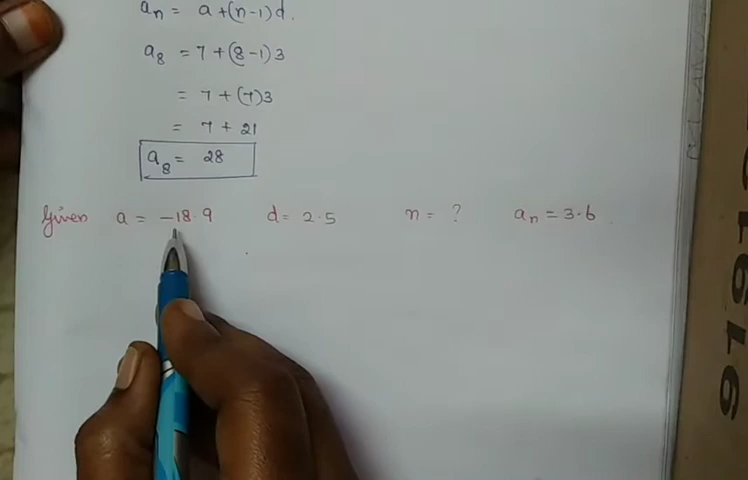 an = a + (n-1)d.
a8 = 7 + (8-1)3
= 7 + (7)3
= 7 + 21
a8 = 28
Given a = -18.9 d = 2.5 n = ? an = 3.6